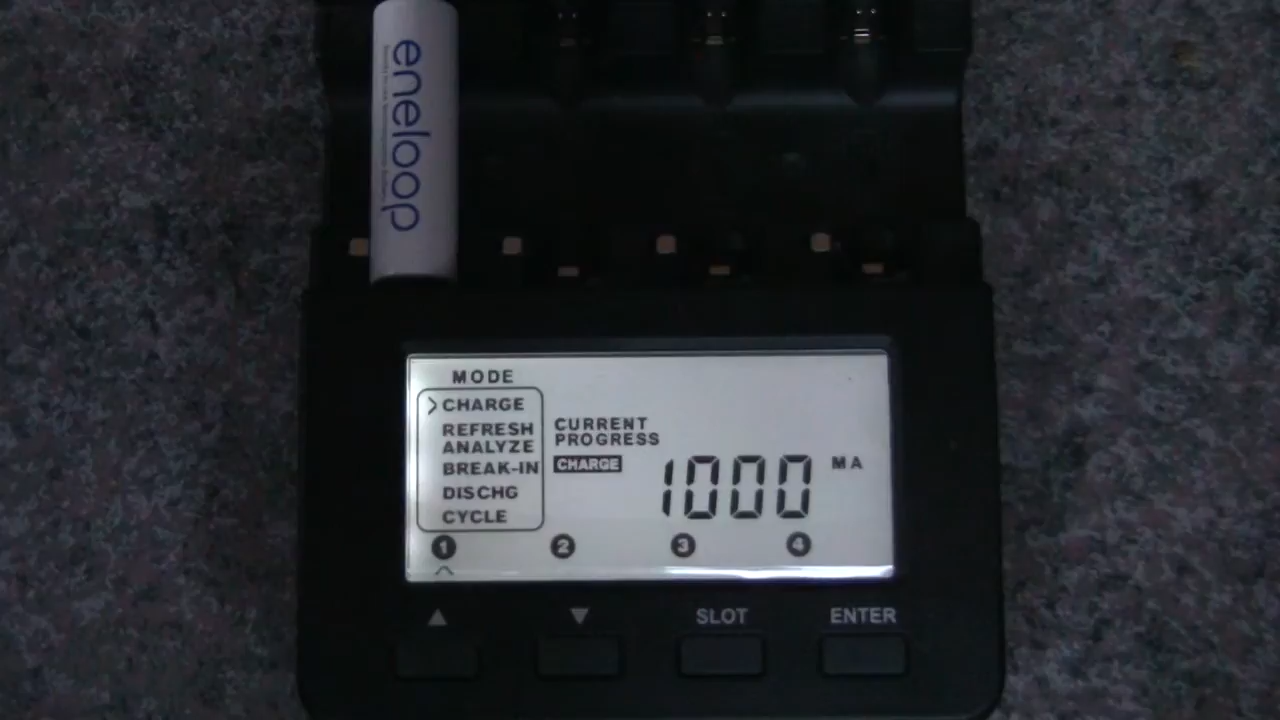 eneloop
MODE
CHARGE
REFRESH
ANALYZE
BREAK-IN
DISCHG
CYCLE
CURRENT
PROGRESS
CHARGE
1000 MA
1 2 3 4
SLOT ENTER